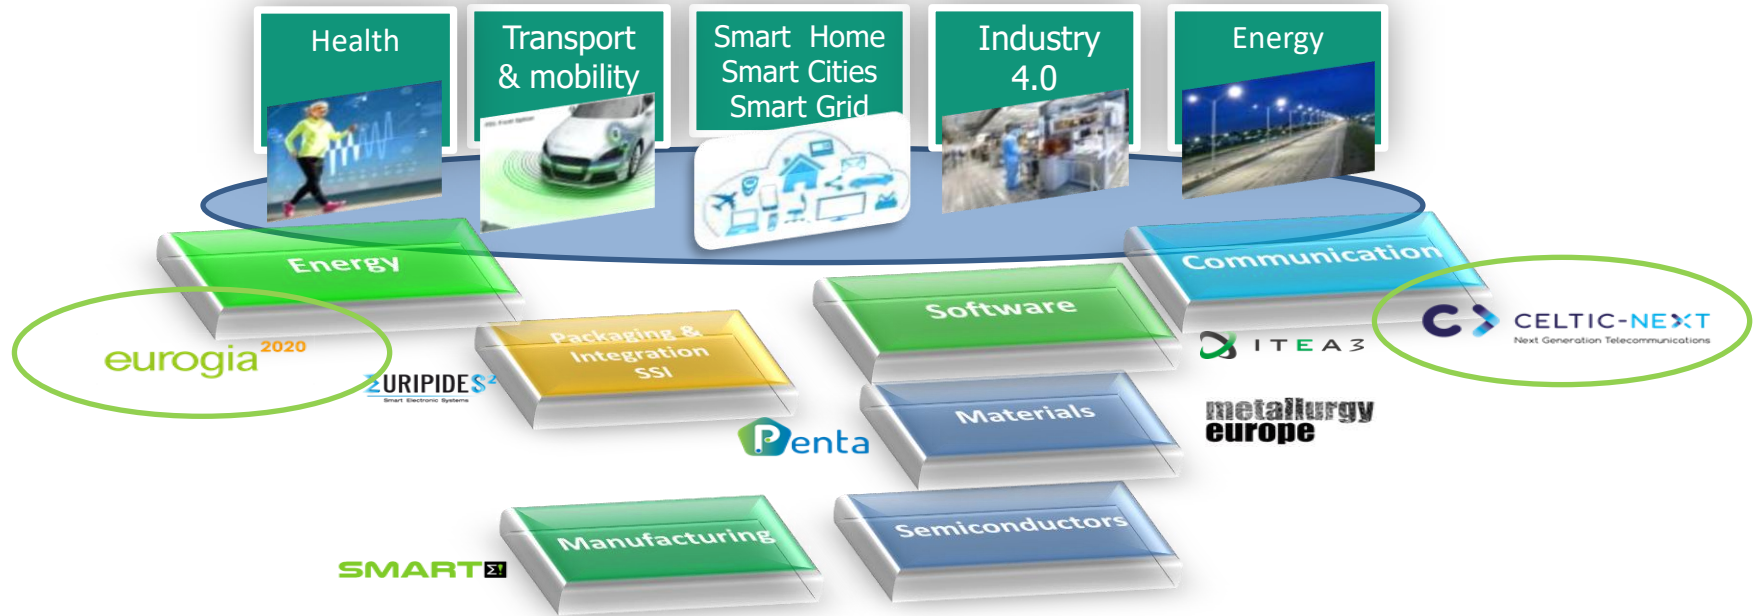 Health
Transport
& mobility
Smart Home
Smart Cities
Smart Grid
Industry
4.0
Energy
Energy
Communication
Software
Packaging &
Integration
SSI
eurogia2020
ΣURIPIDES²
Smart Electronic Systems
ITEA3
CELTIC-NEXT
Next Generation Telecommunications
Materials
Penta
metallurgy
europe
Manufacturing
Semiconductors
SMART Σ!